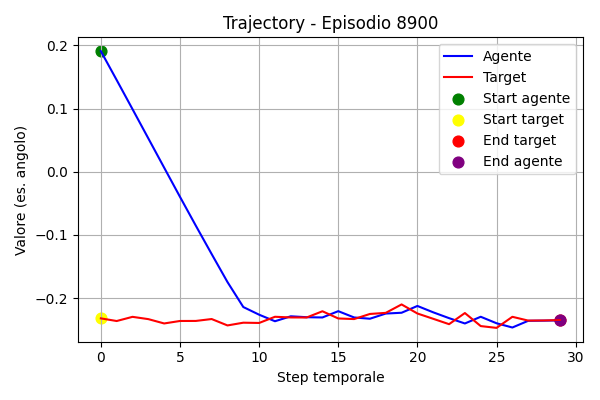 Trajectory - Episodio 8900
Valore (es. angolo)
0.2
0.1
0.0
−0.1
−0.2
0
5
10
15
20
25
30
Step temporale
Agente
Target
Start agente
Start target
End target
End agente